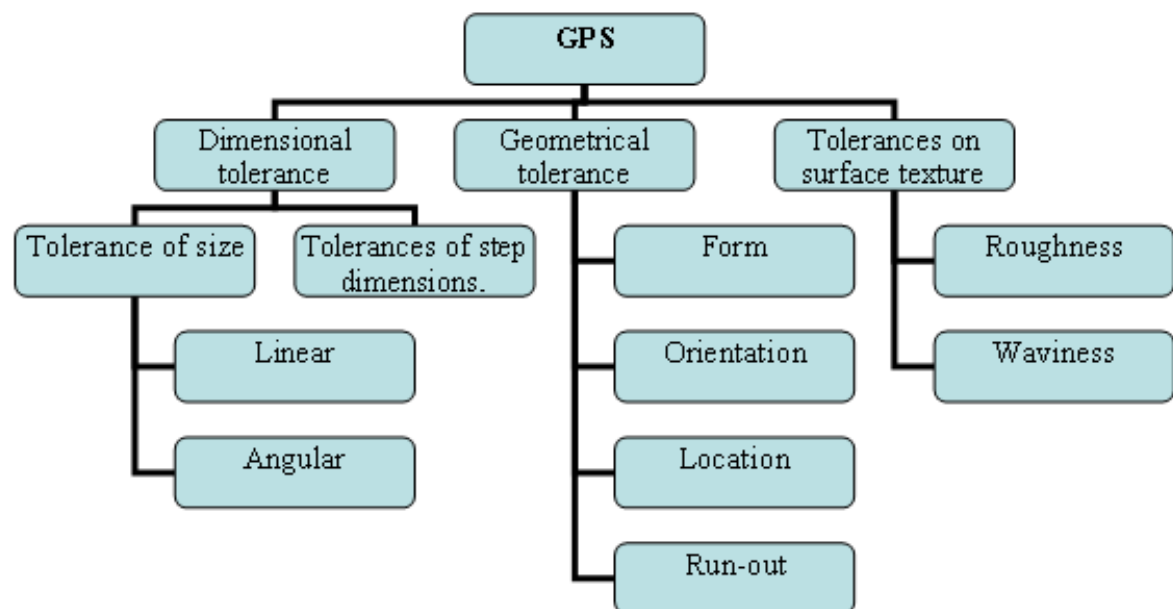 GPS
Dimensional
tolerance
Geometrical
tolerance
Tolerances on
surface texture
Tolerance of size
Tolerances of step
dimensions.
Form
Roughness
Linear
Orientation
Waviness
Angular
Location
Run-out